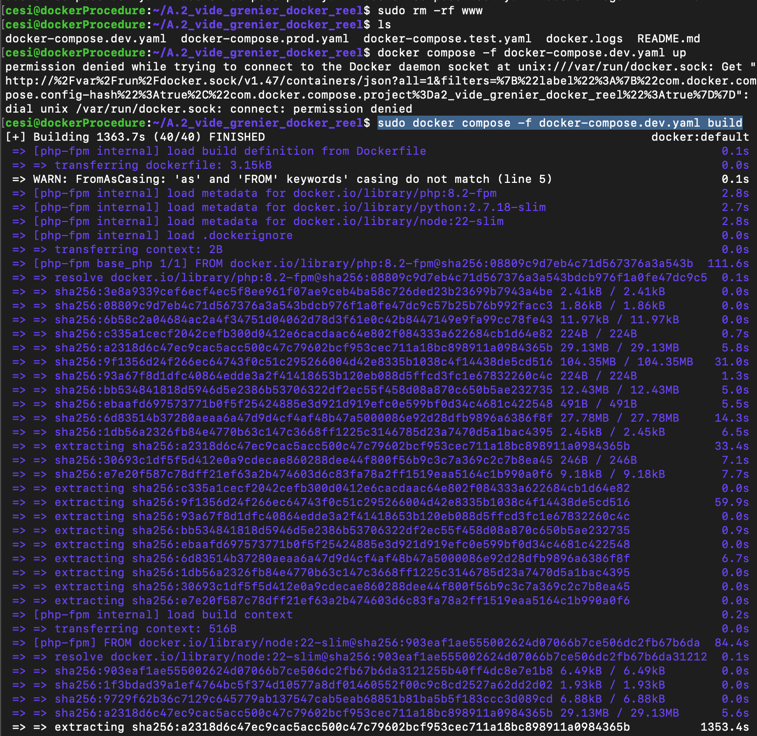 [cesi@dockerProcedure:~/A.2_vide_grenier_docker_reel$ sudo rm -rf www
[cesi@dockerProcedure:~/A.2_vide_grenier_docker_reel$ ls
docker-compose.dev.yaml  docker-compose.prod.yaml  docker-compose.test.yaml  docker.logs  README.md
[cesi@dockerProcedure:~/A.2_vide_grenier_docker_reel$ docker compose -f docker-compose.dev.yaml up
permission denied while trying to connect to the Docker daemon socket at unix:///var/run/docker.sock: Get "
http://%2Fvar%2Frun%2Fdocker.sock/v1.47/containers/json?all=1&filters=%7B%22label%22%3A%7B%22com.docker.com
pose.config-hash%22%3Atrue%2C%22com.docker.compose.project%3Da2_vide_grenier_docker_reel%22%3Atrue%7D%7D":
dial unix /var/run/docker.sock: connect: permission denied
[cesi@dockerProcedure:~/A.2_vide_grenier_docker_reel$ sudo docker compose -f docker-compose.dev.yaml build
[+] Building 1363.7s (40/40) FINISHED docker:default
=> [php-fpm internal] load build definition from Dockerfile 0.1s
=> => transferring dockerfile: 3.15kB 0.0s
=> WARN: FromAsCasing: 'as' and 'FROM' keywords' casing do not match (line 5) 0.1s
=> [php-fpm internal] load metadata for docker.io/library/php:8.2-fpm 2.8s
=> [php-fpm internal] load metadata for docker.io/library/python:2.7.18-slim 2.7s
=> [php-fpm internal] load metadata for docker.io/library/node:22-slim 2.8s
=> [php-fpm internal] load .dockerignore 0.0s
=> => transferring context: 2B 0.0s
=> [php-fpm base_php 1/1] FROM docker.io/library/php:8.2-fpm@sha256:08809c9d7eb4c71d567376a3a543b 111.6s
=> => resolve docker.io/library/php:8.2-fpm@sha256:08809c9d7eb4c71d567376a3a543bdcb976f1a0fe47dc9c5 0.1s
=> => sha256:3e8a9339cef6ecf4ec5f8ee961f07ae9ceb4ba58c726ded23b23699b7943a4be 2.41kB / 2.41kB 0.0s
=> => sha256:08809c9d7eb4c71d567376a3a543bdcb976f1a0fe47dc9c57b25b76b992facc3 1.86kB / 1.86kB 0.0s
=> => sha256:6b58c2a04684ac2a4f34751d04062d78d3f61e0c42b8447149e9fa99cc78fe43 11.97kB / 11.97kB 0.0s
=> => sha256:c335a1cecf2042cefb300d0412e6cacdaac64e802f084333a622684cb1d64e82 224B / 224B 0.7s
=> => sha256:a2318d6c47ec9cac5acc500c47c79602bcf953cec711a18bc898911a0984365b 29.13MB / 29.13MB 5.8s
=> => sha256:9f1356d24f266ec64743f0c51c295266004d42e8335b1038c4f14438de5cd516 104.35MB / 104.35MB 31.0s
=> => sha256:93a67f8d1dfc40864edde3a2f41418653b120eb088d5ffcd3fc1e67832260c4c 224B / 224B 1.3s
=> => sha256:bb534841818d5946d5e2386b53706322df2ec55f458d08a870c650b5ae232735 12.43MB / 12.43MB 5.0s
=> => sha256:ebaafd697573771b0f5f25424885e3d921d919efc0e599bf0d34c4681c422548 491B / 491B 5.5s
=> => sha256:6d83514b37280aeaa6a47d9d4cf4af48b47a5000086e92d28dfb9896a6386f8f 27.78MB / 27.78MB 14.3s
=> => sha256:1db56a2326fb84e4770b63c147c3668ff1225c3146785d23a7470d5a1bac4395 2.45kB / 2.45kB 6.5s
=> => extracting sha256:a2318d6c47ec9cac5acc500c47c79602bcf953cec711a18bc898911a0984365b 33.4s
=> => sha256:30693c1df5f5d412e0a9cdecae860288dee44f800f56b9c3c7a369c2c7b8ea45 246B / 246B 7.1s
=> => sha256:e7e20f587c78dff21ef63a2b474603d6c83fa78a2ff1519eaa5164c1b990a0f6 9.18kB / 9.18kB 7.7s
=> => extracting sha256:c335a1cecf2042cefb300d0412e6cacdaac64e802f084333a622684cb1d64e82 0.0s
=> => extracting sha256:9f1356d24f266ec64743f0c51c295266004d42e8335b1038c4f14438de5cd516 59.9s
=> => extracting sha256:93a67f8d1dfc40864edde3a2f41418653b120eb088d5ffcd3fc1e67832260c4c 0.0s
=> => extracting sha256:bb534841818d5946d5e2386b53706322df2ec55f458d08a870c650b5ae232735 0.9s
=> => extracting sha256:ebaafd697573771b0f5f25424885e3d921d919efc0e599bf0d34c4681c422548 0.0s
=> => extracting sha256:6d83514b37280aeaa6a47d9d4cf4af48b47a5000086e92d28dfb9896a6386f8f 6.7s
=> => extracting sha256:1db56a2326fb84e4770b63c147c3668ff1225c3146785d23a7470d5a1bac4395 0.0s
=> => extracting sha256:30693c1df5f5d412e0a9cdecae860288dee44f800f56b9c3c7a369c2c7b8ea45 0.0s
=> => extracting sha256:e7e20f587c78dff21ef63a2b474603d6c83fa78a2ff1519eaa5164c1b990a0f6 0.0s
=> [php-fpm internal] load build context 0.2s
=> => transferring context: 516B 0.0s
=> [php-fpm] FROM docker.io/library/node:22-slim@sha256:903eaf1ae555002624d07066b7ce506dc2fb67b6da 84.4s
=> => resolve docker.io/library/node:22-slim@sha256:903eaf1ae555002624d07066b7ce506dc2fb67b6da31212 0.1s
=> => sha256:903eaf1ae555002624d07066b7ce506dc2fb67b6da3121255b40ff4dc8e7e1b8 6.49kB / 6.49kB 0.0s
=> => sha256:1f3bdad39a1ef4764bc5f374d10577a8df01460552f00c9c8cd2527a62dd2d02 1.93kB / 1.93kB 0.0s
=> => sha256:9729f62b36c7129c645779ab137547cab5eab68851b81ba5b5f183ccc3d089cd 6.88kB / 6.88kB 0.0s
=> => sha256:a2318d6c47ec9cac5acc500c47c79602bcf953cec711a18bc898911a0984365b 29.13MB / 29.13MB 5.6s
=> => extracting sha256:a2318d6c47ec9cac5acc500c47c79602bcf953cec711a18bc898911a0984365b 1353.4s